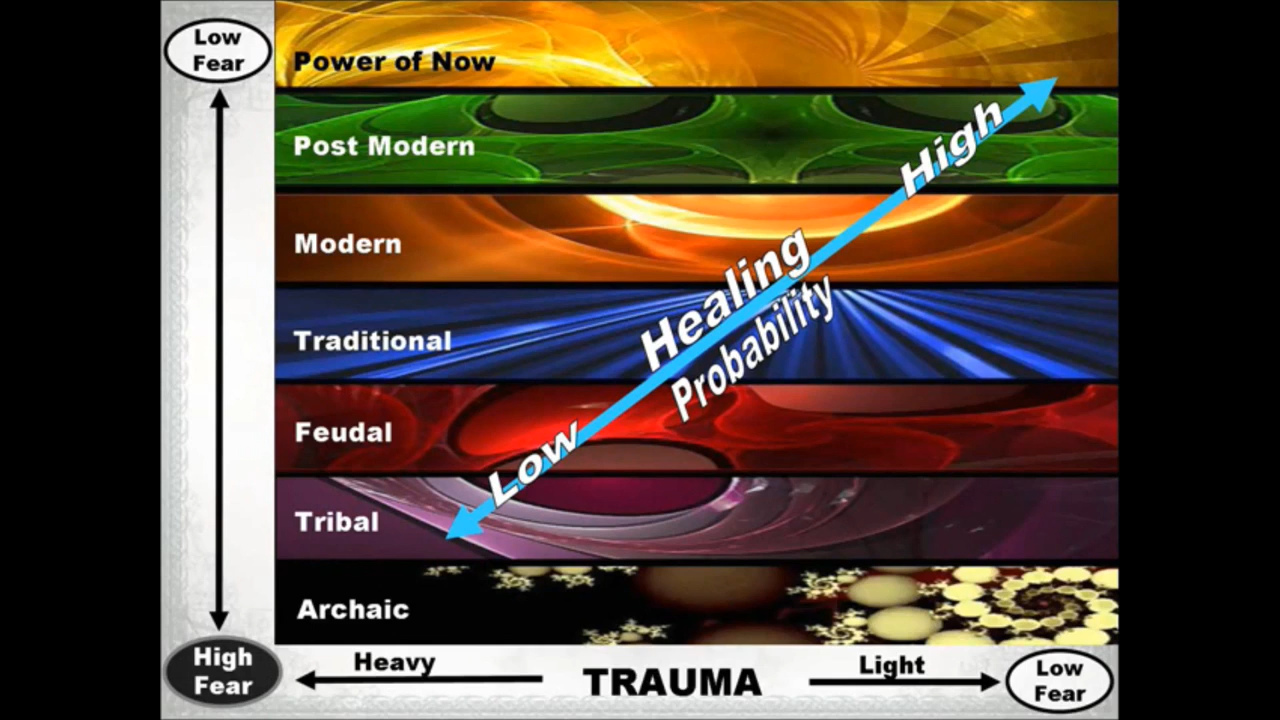 Low
Fear
Power of Now
Post Modern
High
Modern
Healing
Probability
Traditional
Feudal
Low
Tribal
Archaic
High
Fear
Heavy
TRAUMA
Light
Low
Fear